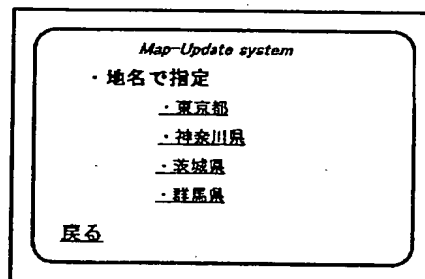 Map-Update system
・地名で指定
・東京都
・神奈川県
・茨城県
・群馬県
戻る